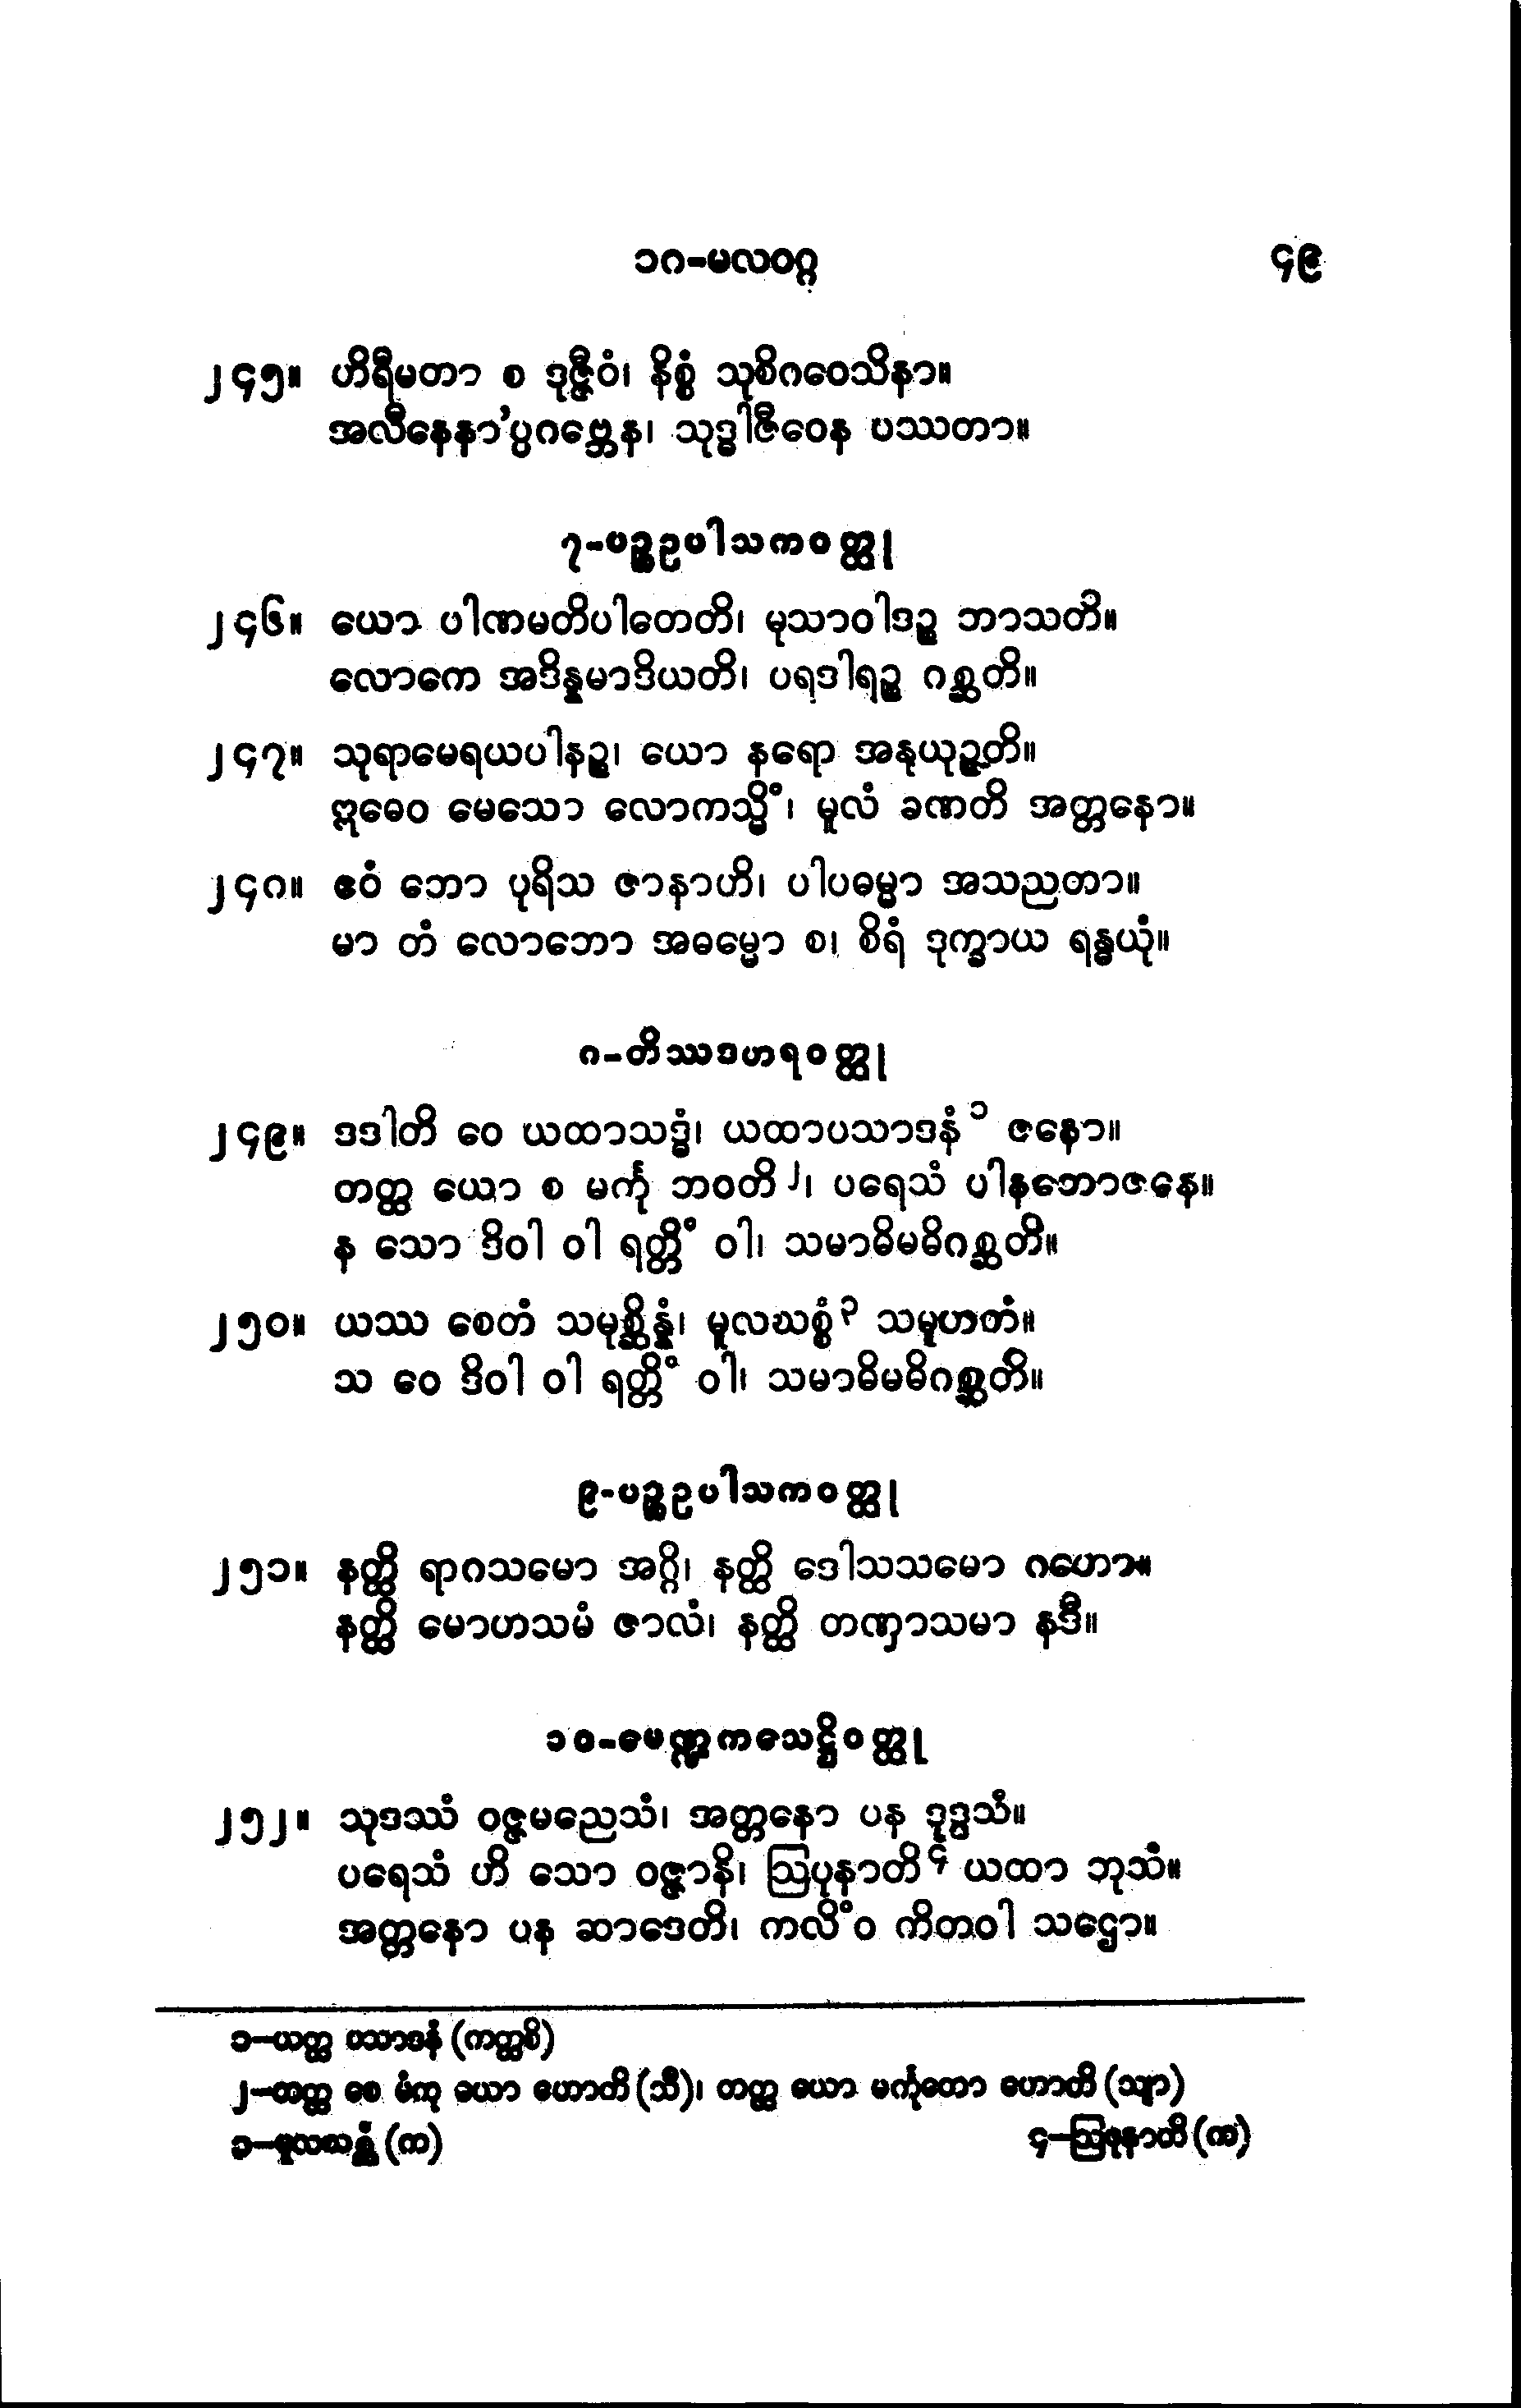 ၁၈-မလဝဂ္ဂ ၄၉
၂၄၅။ ဟိရီမတာ စ ဒုဇ္ဇီဝံ၊ နိစ္စံ သုစိဂဝေသိနာ။
အလီနေနာ’ပ္ပဂဗ္ဘေန၊ သုဒ္ဓါဇီဝေန ပဿတာ။
၇-ပဉ္စဥပါသကဝတ္ထု
၂၄၆။ ယော ပါဏမတိပါတေတိ၊ မုသာဝါဒဉ္စ ဘာသတိ။
လောကေ အဒိန္နမာဒိယတိ၊ ပရဒါရဉ္စ ဂစ္ဆတိ။
၂၄၇။ သုရာမေရယပါနဉ္စ၊ ယော နရော အနုယုဉ္ဇတိ။
ဣဓေဝ မေသော လောကသ္မိံ၊ မူလံ ခဏတိ အတ္တနော။
၂၄၈။ ဧဝံ ဘော ပုရိသ ဇာနာဟိ၊ ပါပဓမ္မာ အသညတာ။
မာ တံ လောဘော အဓမ္မော စ၊ စိရံ ဒုက္ခာယ ရန္ဓယုံ။
၈-တိဿဒဟရဝတ္ထု
၂၄၉။ ဒဒါတိ ဝေ ယထာသဒ္ဓံ၊ ယထာပသာဒနံ ၁ ဇနော။
တတ္ထ ယော စ မင်္ကု ဘဝတိ ၂၊ ပရေသံ ပါနဘောဇနေ။
န သော ဒိဝါ ဝါ ရတ္တိံ ဝါ၊ သမာဓိမဓိဂစ္ဆတိ။
၂၅၀။ ယဿ စေတံ သမုစ္ဆိန္နံ၊ မူလဃစ္စံ ၃ သမူဟတံ။
သ ဝေ ဒိဝါ ဝါ ရတ္တိံ ဝါ၊ သမာဓိမဓိဂစ္ဆတိ။
၉-ပဉ္စဥပါသကဝတ္ထု
၂၅၁။ နတ္ထိ ရာဂသမော အဂ္ဂိ၊ နတ္ထိ ဒေါသသမော ဂဟော။
နတ္ထိ မောဟသမံ ဇာလံ၊ နတ္ထိ တဏှာသမာ နဒီ။
၁၀-မေဏ္ဍကသေဋ္ဌိဝတ္ထု
၂၅၂။ သုဒဿံ ဝဇ္ဇမညေသံ၊ အတ္တနော ပန ဒုဒ္ဒသံ။
ပရေသံ ဟိ သော ဝဇ္ဇာနိ၊ ဩပုနာတိ ၄ ယထာ ဘုသံ။
အတ္တနော ပန ဆာဒေတိ၊ ကလိံဝ ကိတဝါ သဌော။
၁-ယတ္ထ ပသာဒနံ (ကတ္ထစိ)
၂-တတ္ထ စေ မံကု ယော ဟောတိ (သီ)၊ တတ္ထ ယော မင်္ကုတော ဟောတိ (သျာ)
၃-မူလဃစ္ဆံ (က) ၄-ဩဖုနာတိ (က)